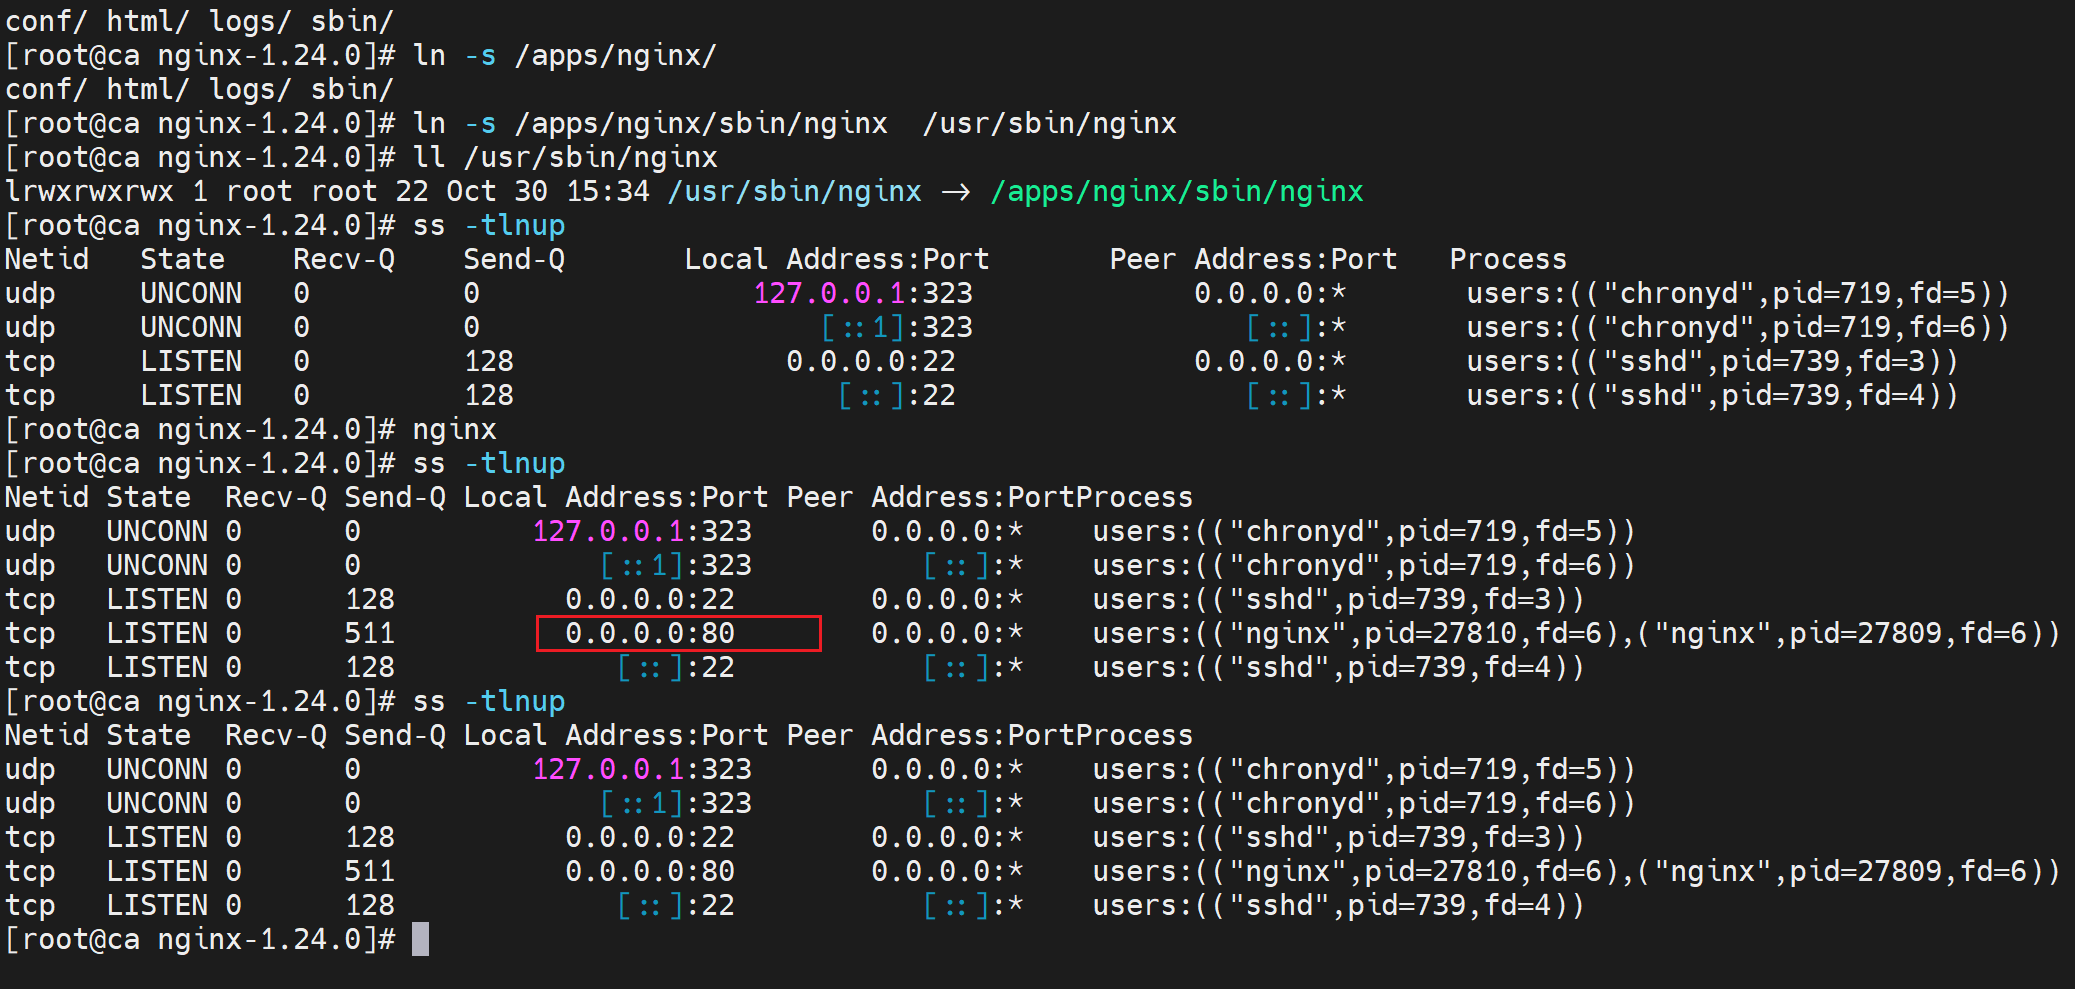 conf/ html/ logs/ sbin/
[root@ca nginx-1.24.0]# ln -s /apps/nginx/
conf/ html/ logs/ sbin/
[root@ca nginx-1.24.0]# ln -s /apps/nginx/sbin/nginx  /usr/sbin/nginx
[root@ca nginx-1.24.0]# ll /usr/sbin/nginx
lrwxrwxrwx 1 root root 22 Oct 30 15:34 /usr/sbin/nginx -> /apps/nginx/sbin/nginx
[root@ca nginx-1.24.0]# ss -tlnup
Netid   State    Recv-Q    Send-Q       Local Address:Port       Peer Address:Port   Process
udp     UNCONN   0         0                127.0.0.1:323             0.0.0.0:*       users:(("chronyd",pid=719,fd=5))
udp     UNCONN   0         0                    [::1]:323                [::]:*       users:(("chronyd",pid=719,fd=6))
tcp     LISTEN   0         128                0.0.0.0:22              0.0.0.0:*       users:(("sshd",pid=739,fd=3))
tcp     LISTEN   0         128                   [::]:22                 [::]:*       users:(("sshd",pid=739,fd=4))
[root@ca nginx-1.24.0]# nginx
[root@ca nginx-1.24.0]# ss -tlnup
Netid State  Recv-Q Send-Q Local Address:Port Peer Address:PortProcess
udp   UNCONN 0      0          127.0.0.1:323       0.0.0.0:*    users:(("chronyd",pid=719,fd=5))
udp   UNCONN 0      0              [::1]:323          [::]:*    users:(("chronyd",pid=719,fd=6))
tcp   LISTEN 0      128          0.0.0.0:22        0.0.0.0:*    users:(("sshd",pid=739,fd=3))
tcp   LISTEN 0      511          0.0.0.0:80        0.0.0.0:*    users:(("nginx",pid=27810,fd=6),("nginx",pid=27809,fd=6))
tcp   LISTEN 0      128             [::]:22           [::]:*    users:(("sshd",pid=739,fd=4))
[root@ca nginx-1.24.0]# ss -tlnup
Netid State  Recv-Q Send-Q Local Address:Port Peer Address:PortProcess
udp   UNCONN 0      0          127.0.0.1:323       0.0.0.0:*    users:(("chronyd",pid=719,fd=5))
udp   UNCONN 0      0              [::1]:323          [::]:*    users:(("chronyd",pid=719,fd=6))
tcp   LISTEN 0      128          0.0.0.0:22        0.0.0.0:*    users:(("sshd",pid=739,fd=3))
tcp   LISTEN 0      511          0.0.0.0:80        0.0.0.0:*    users:(("nginx",pid=27810,fd=6),("nginx",pid=27809,fd=6))
tcp   LISTEN 0      128             [::]:22           [::]:*    users:(("sshd",pid=739,fd=4))
[root@ca nginx-1.24.0]#